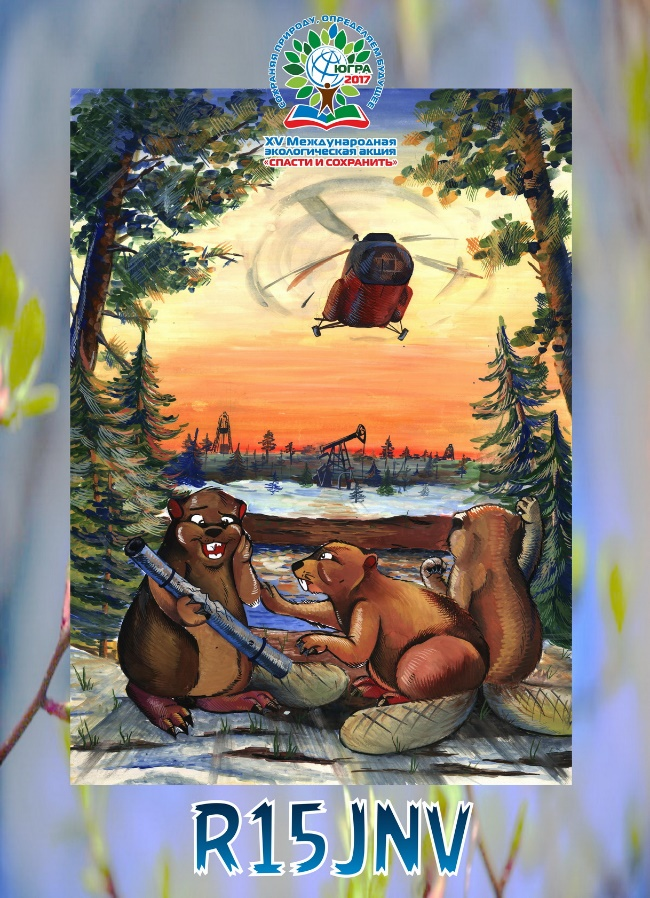 СОХРАНЯЯ ПРИРОДУ, ОПРЕДЕЛЯЕМ БУДУЩЕЕ
ЮГРА
2017
XV Международная
экологическая акция
«СПАСТИ И СОХРАНИТЬ»
R15JNV